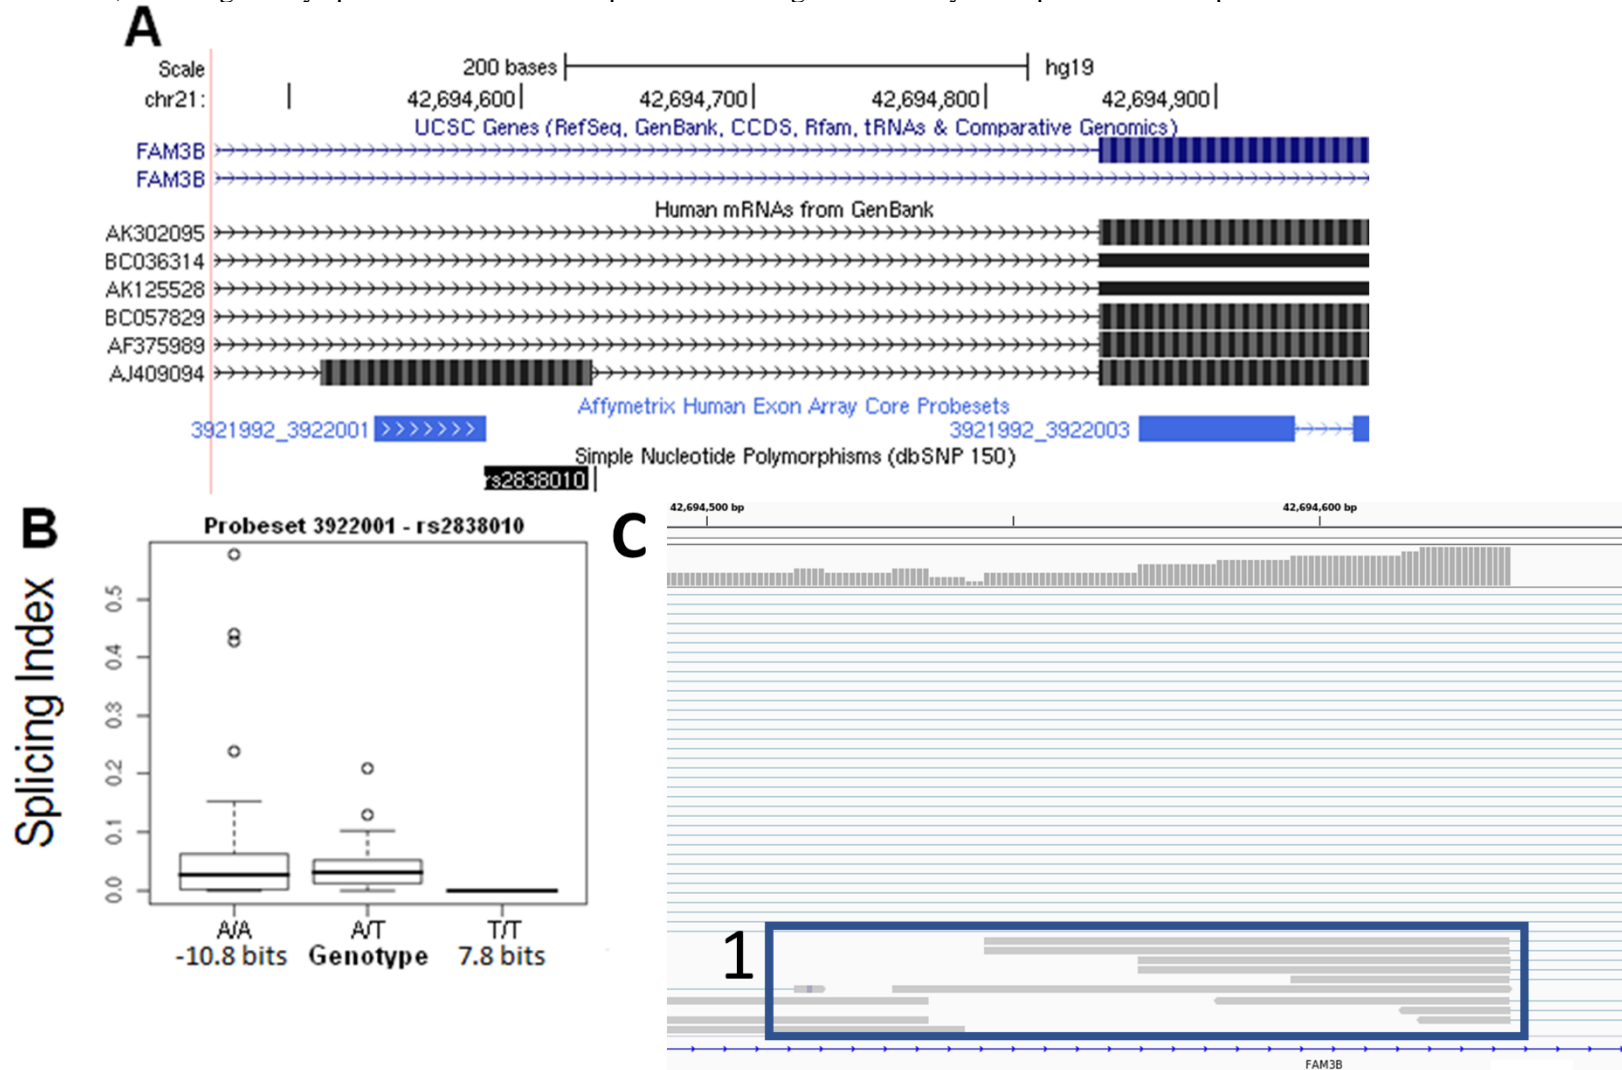 A
Scale 200 bases hg19
chr21: 42,694,600 42,694,700 42,694,800 42,694,900
UCSC Genes (RefSeq, GenBank, CCDS, Rfam, tRNAs & Comparative Genomics)
FAM3B
FAM3B
Human mRNAs from GenBank
AK302095
BC036314
AK125528
BC057829
AF375989
AJ409094
Affymetrix Human Exon Array Core Probesets
3921992_3922001 3921992_3922003
Simple Nucleotide Polymorphisms (dbSNP 150)
rs2838010
B
Probeset 3922001 - rs2838010
Splicing Index
0.5
0.4
0.3
0.2
0.1
0.0
A/A A/T T/T
-10.8 bits Genotype 7.8 bits
C
42,694,500 bp 42,694,600 bp
1
FAM3B